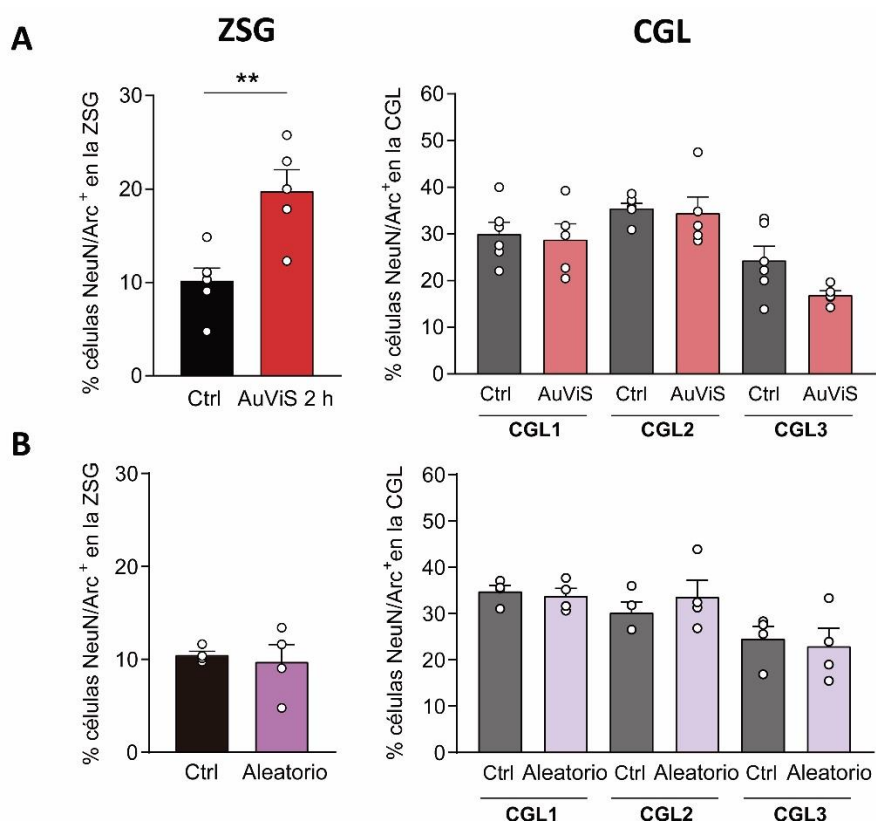 ZSG
CGL
A
**
% células NeuN/Arc+ en la ZSG
30
20
10
0
Ctrl AuViS 2 h
% células NeuN/Arc+ en la CGL
60
50
40
30
20
10
0
Ctrl AuViS Ctrl AuViS Ctrl AuViS
CGL1 CGL2 CGL3
B
% células NeuN/Arc+ en la ZSG
30
20
10
0
Ctrl Aleatorio
% células NeuN/Arc+ en la CGL
60
50
40
30
20
10
0
Ctrl Aleatorio Ctrl Aleatorio Ctrl Aleatorio
CGL1 CGL2 CGL3